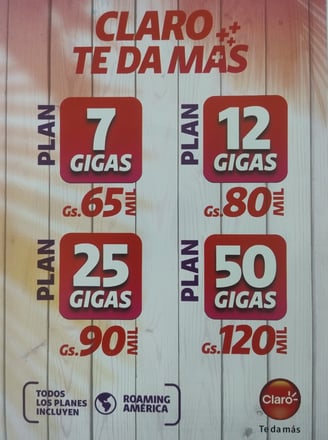 CLARO
TE DA MÁS
PLAN
7
GIGAS
Gs.65 MIL
PLAN
12
GIGAS
Gs.80 MIL
PLAN
25
GIGAS
Gs.90 MIL
PLAN
50
GIGAS
Gs.120 MIL
TODOS
LOS PLANES
INCLUYEN
ROAMING
AMÉRICA
Claro
Te da más